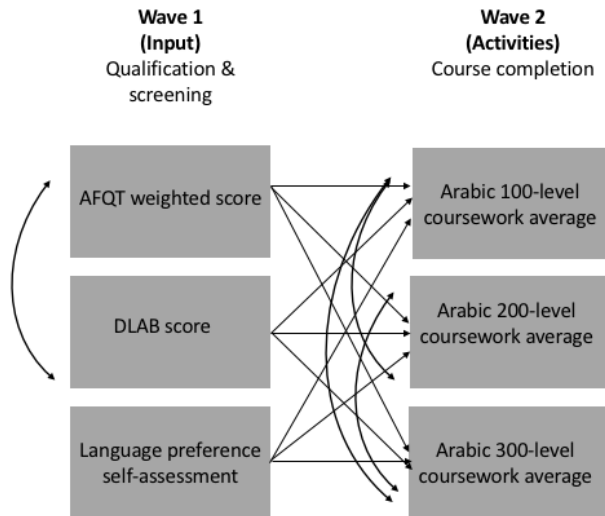 Wave 1
(Input)
Qualification &
screening
Wave 2
(Activities)
Course completion
AFQT weighted score
DLAB score
Language preference
self-assessment
Arabic 100-level
coursework average
Arabic 200-level
coursework average
Arabic 300-level
coursework average